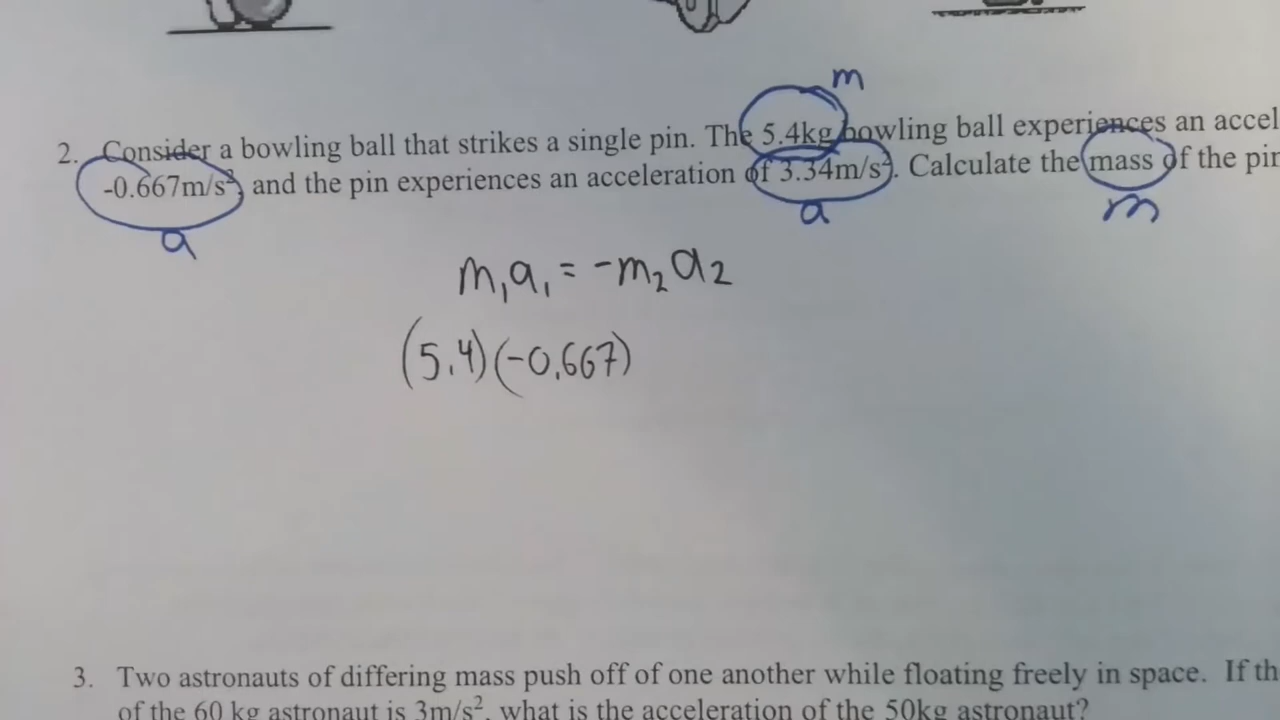 m
2. Consider a bowling ball that strikes a single pin. The 5.4kg bowling ball experiences an accel
-0.667m/s², and the pin experiences an acceleration of 3.34m/s². Calculate the mass of the pin
a
a
m
m₁a₁ = -m₂a₂
(5.4)(-0.667)
3. Two astronauts of differing mass push off of one another while floating freely in space. If th
of the 60 kg astronaut is 3m/s², what is the acceleration of the 50kg astronaut?